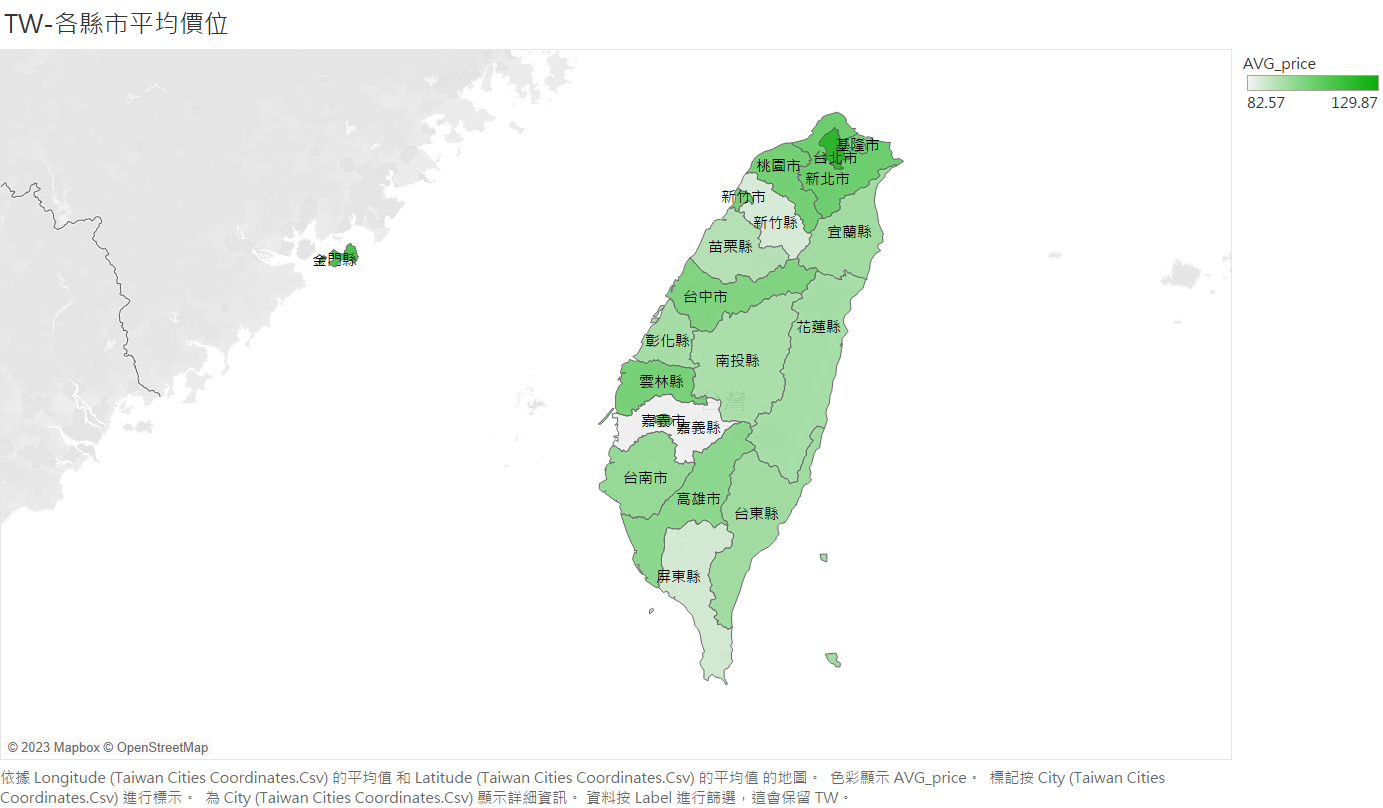 TW-各縣市平均價位
AVG_price
82.57 129.87
基隆市
台北市
桃園市
新北市
新竹市
新竹縣
宜蘭縣
苗栗縣
金門縣
台中市
花蓮縣
彰化縣
南投縣
雲林縣
台灣
嘉義市
嘉義縣
台南市
高雄市
台東縣
屏東縣
© 2023 Mapbox © OpenStreetMap
依據 Longitude (Taiwan Cities Coordinates.Csv) 的平均值 和 Latitude (Taiwan Cities Coordinates.Csv) 的平均值 的地圖。 色彩顯示 AVG_price。 標記按 City (Taiwan Cities
Coordinates.Csv) 進行標示。 為 City (Taiwan Cities Coordinates.Csv) 顯示詳細資訊。 資料按 Label 進行篩選，這會保留 TW。